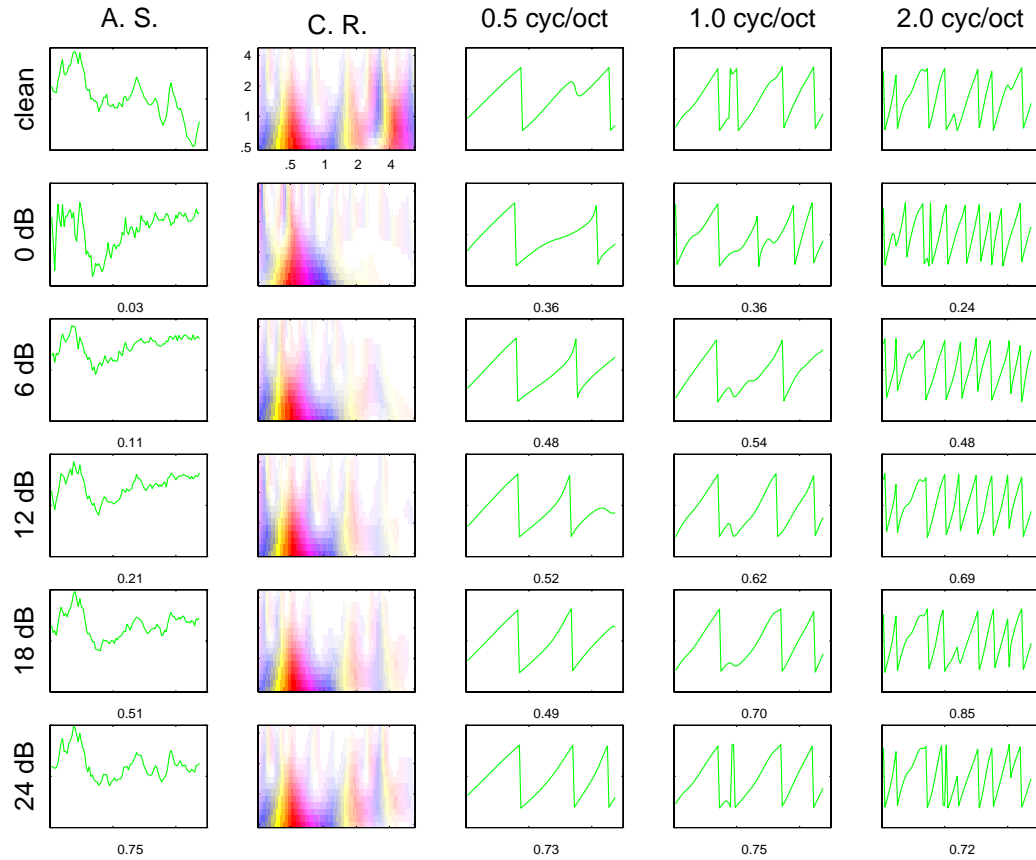 A. S. C. R. 0.5 cyc/oct 1.0 cyc/oct 2.0 cyc/oct
clean
4
2
1
.5
.5 1 2 4
0 dB
0.03 0.36 0.36 0.24
6 dB
0.11 0.48 0.54 0.48
12 dB
0.21 0.52 0.62 0.69
18 dB
0.51 0.49 0.70 0.85
24 dB
0.75 0.73 0.75 0.72